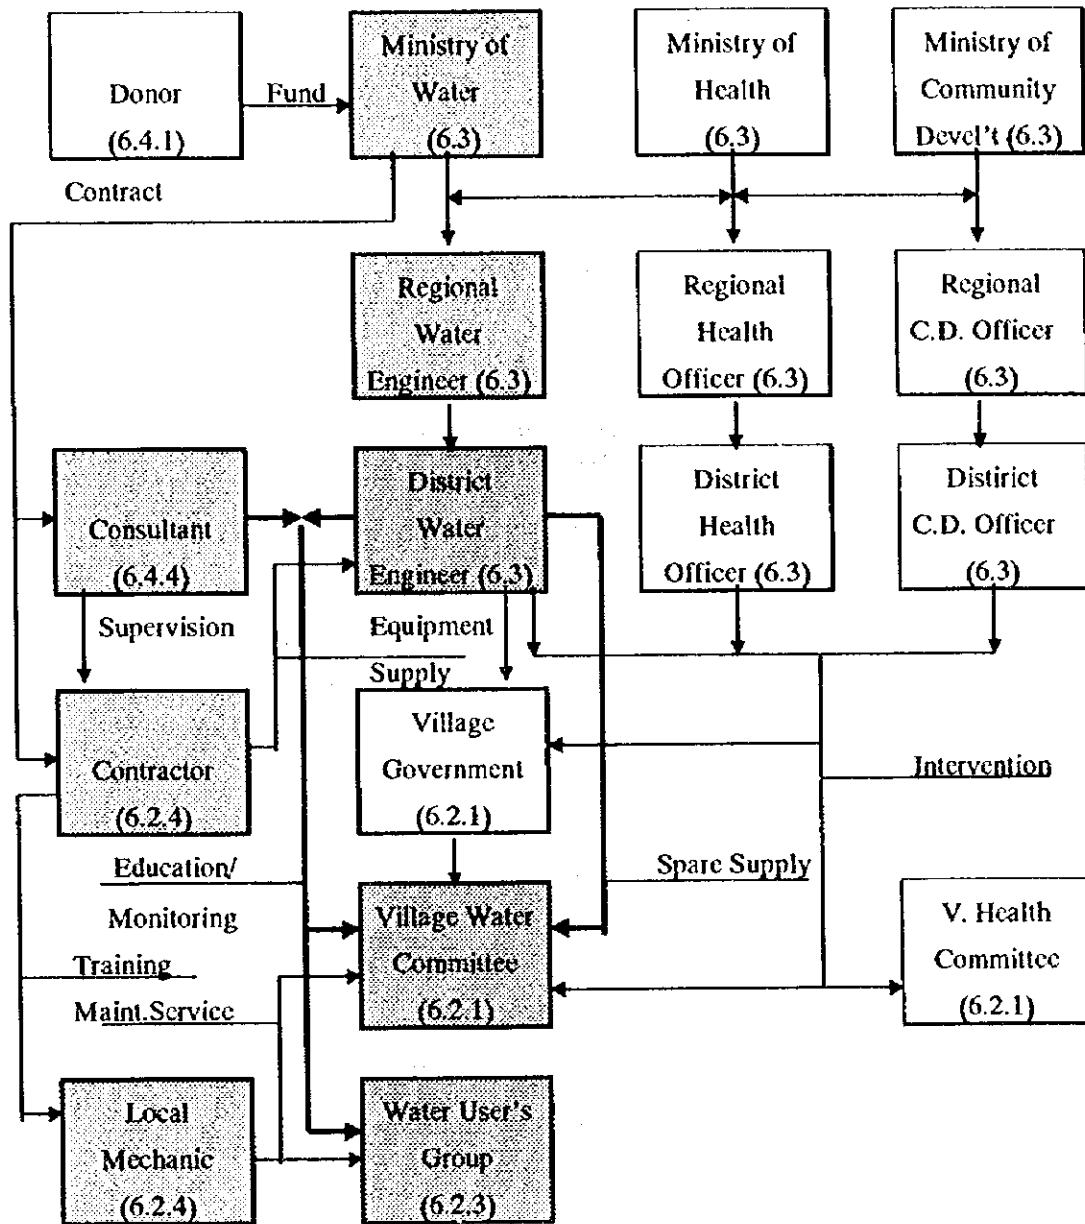 Donor
(6.4.1)
Fund
Ministry of
Water
(6.3)
Ministry of
Health
(6.3)
Ministry of
Community
Devel't (6.3)
Contract
Regional
Water
Engineer (6.3)
Regional
Health
Officer (6.3)
Regional
C.D. Officer
(6.3)
Consultant
(6.4.4)
District
Water
Engineer (6.3)
District
Health
Officer (6.3)
Distirict
C.D. Officer
(6.3)
Supervision
Equipment
Supply
Contractor
(6.2.4)
Village
Government
(6.2.1)
Intervention
Education/
Monitoring
Spare Supply
Training
Maint.Service
Village Water
Committee
(6.2.1)
V. Health
Committee
(6.2.1)
Local
Mechanic
(6.2.4)
Water User's
Group
(6.2.3)